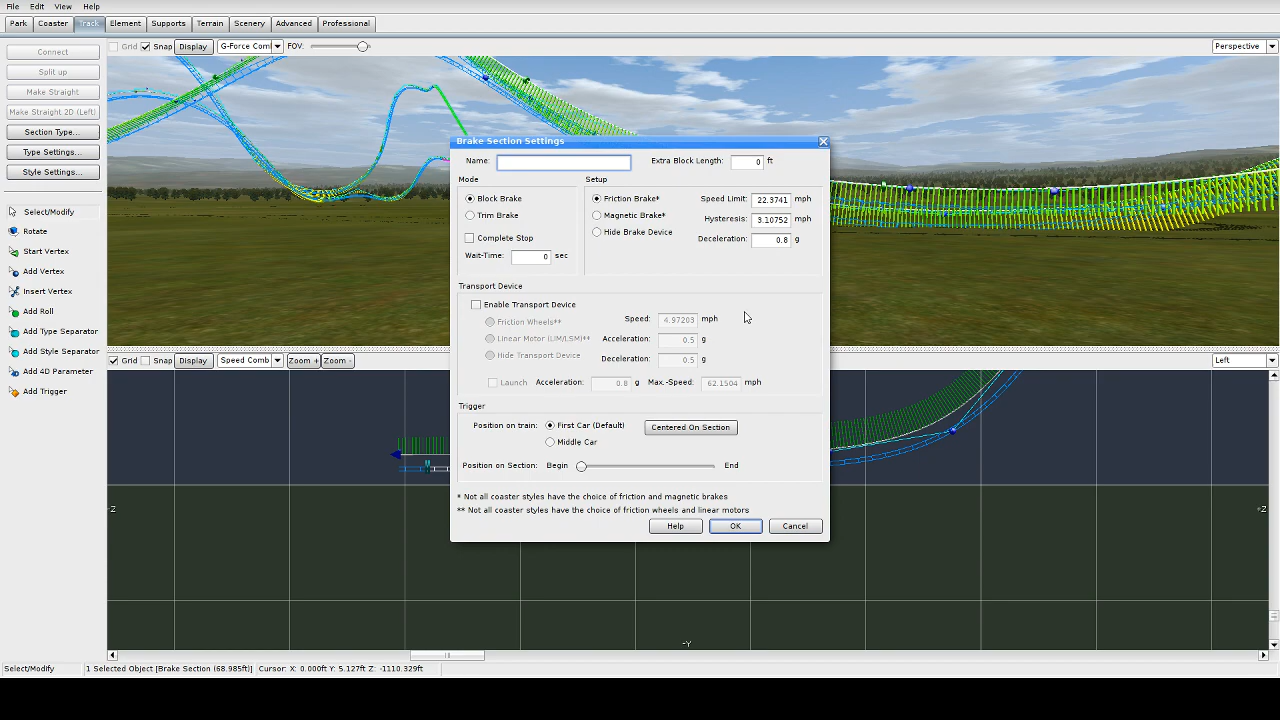 File Edit View Help
Park Coaster Track Element Supports Terrain Scenery Advanced Professional
Grid Snap Display G-Force Com FOV: Perspective
Connect
Split up
Make Straight
Make Straight 2D (Left)
Section Type...
Type Settings...
Style Settings...
Select/Modify
Rotate
Start Vertex
Add Vertex
Insert Vertex
Add Roll
Add Type Separator
Add Style Separator
Add 4D Parameter
Add Trigger
Brake Section Settings
Name: Extra Block Length: 0 ft
Mode Setup
Block Brake Friction Brake* Speed Limit: 22.3741 mph
Trim Brake Magnetic Brake* Hysteresis: 3.10752 mph
Complete Stop Hide Brake Device Deceleration: 0.8 g
Wait-Time: 0 sec
Transport Device
Enable Transport Device
Friction Wheels** Speed: 4.97203 mph
Linear Motor (LIM/LSM)** Acceleration: 0.5 g
Hide Transport Device Deceleration: 0.5 g
Launch Acceleration: 0.8 g Max.-Speed: 62.1504 mph
Trigger
Position on train: First Car (Default) Centered On Section
Middle Car
Position on Section: Begin End
* Not all coaster styles have the choice of friction and magnetic brakes
** Not all coaster styles have the choice of friction wheels and linear motors
Help OK Cancel
Grid Snap Display Speed Comb Zoom + Zoom - Left
-Z +Z
-Y
Select/Modify 1 Selected Object [Brake Section (68.985ft)] Cursor: X: 0.000ft Y: 5.127ft Z: -1110.329ft